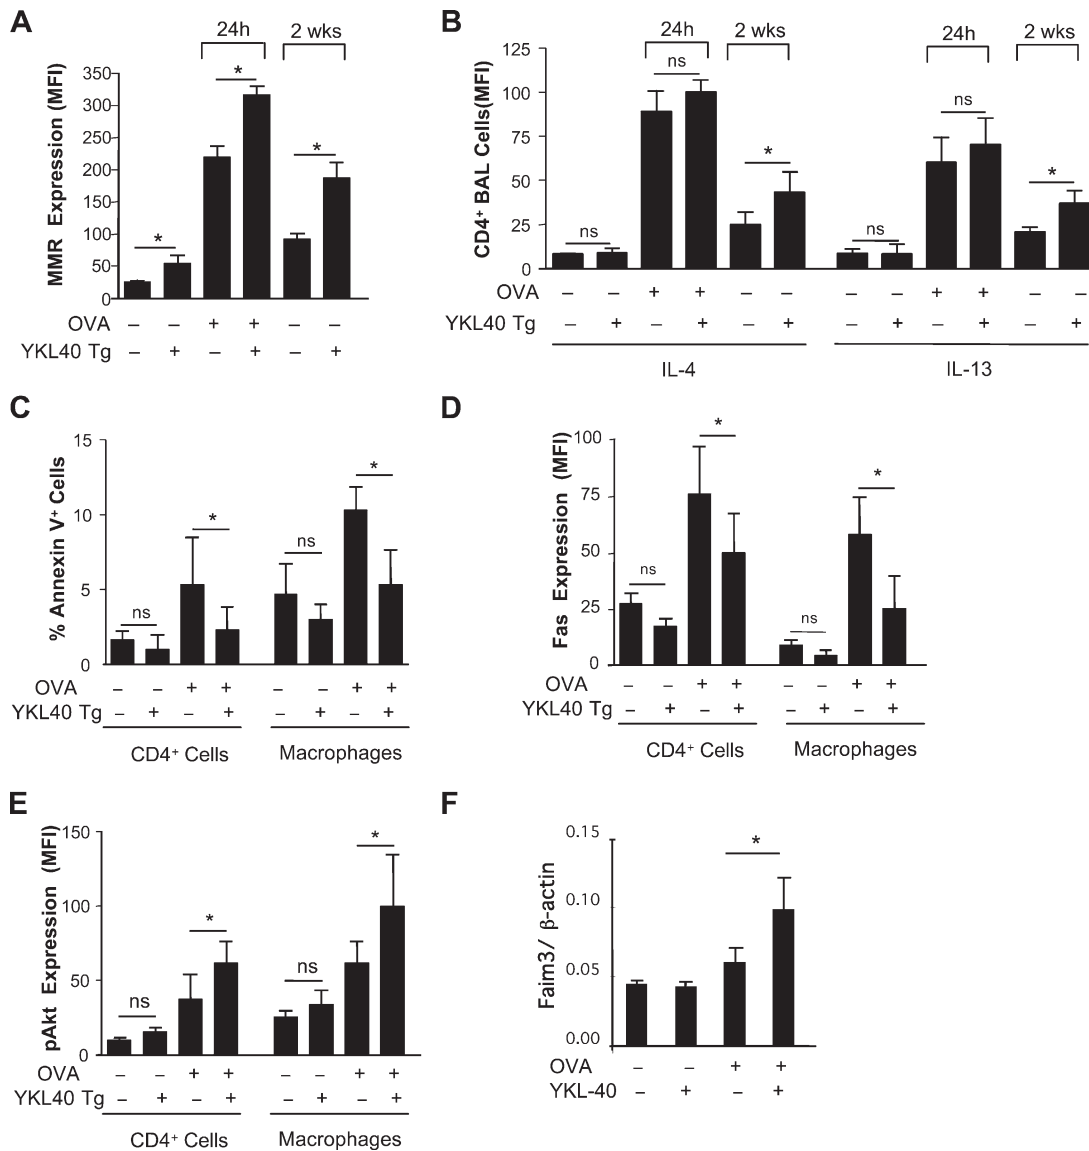 A
24h
2 wks
MMR Expression (MFI)
350
300
250
200
150
100
50
0
* * *
OVA – – + + – –
YKL40 Tg – + – + – +
B
24h
2 wks
24h
2 wks
CD4+ BAL Cells(MFI)
125
100
75
50
25
0
ns ns * ns ns *
OVA – – + + – – – – + + – –
YKL40 Tg – + – + – + – + – + – +
IL-4
IL-13
C
% Annexin V+ Cells
15
10
5
0
ns * ns *
OVA – – + + – – + +
YKL40 Tg – + – + – + – +
CD4+ Cells
Macrophages
D
Fas Expression (MFI)
100
75
50
25
0
ns * ns *
OVA – – + + – – + +
YKL40 Tg – + – + – + – +
CD4+ Cells
Macrophages
E
pAkt Expression (MFI)
150
100
50
0
ns * ns *
OVA – – + + – – + +
YKL40 Tg – + – + – + – +
CD4+ Cells
Macrophages
F
Faim3/ β-actin
0.15
0.10
0.05
0.00
*
OVA – – + +
YKL-40 – + – +